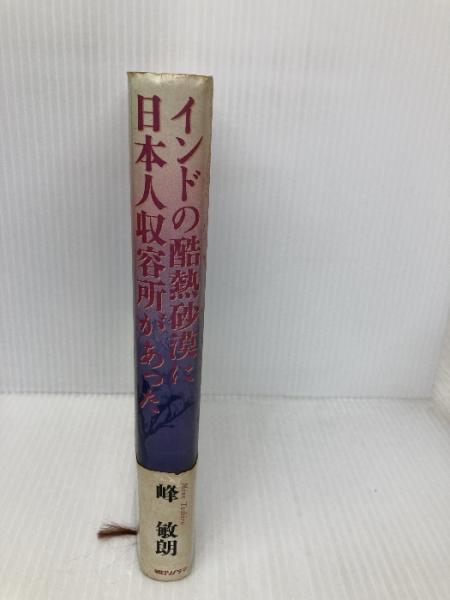 インドの酷熱砂漠に
日本人収容所があった
峰 敏朗